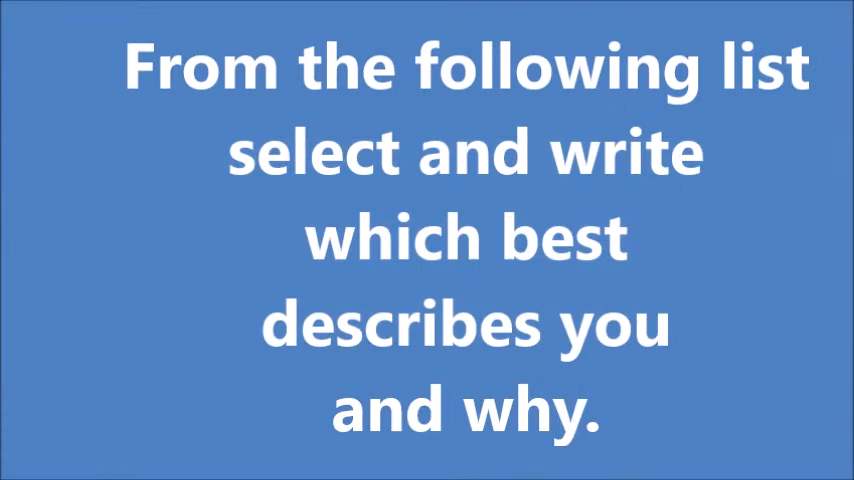 From the following list
select and write
which best
describes you
and why.